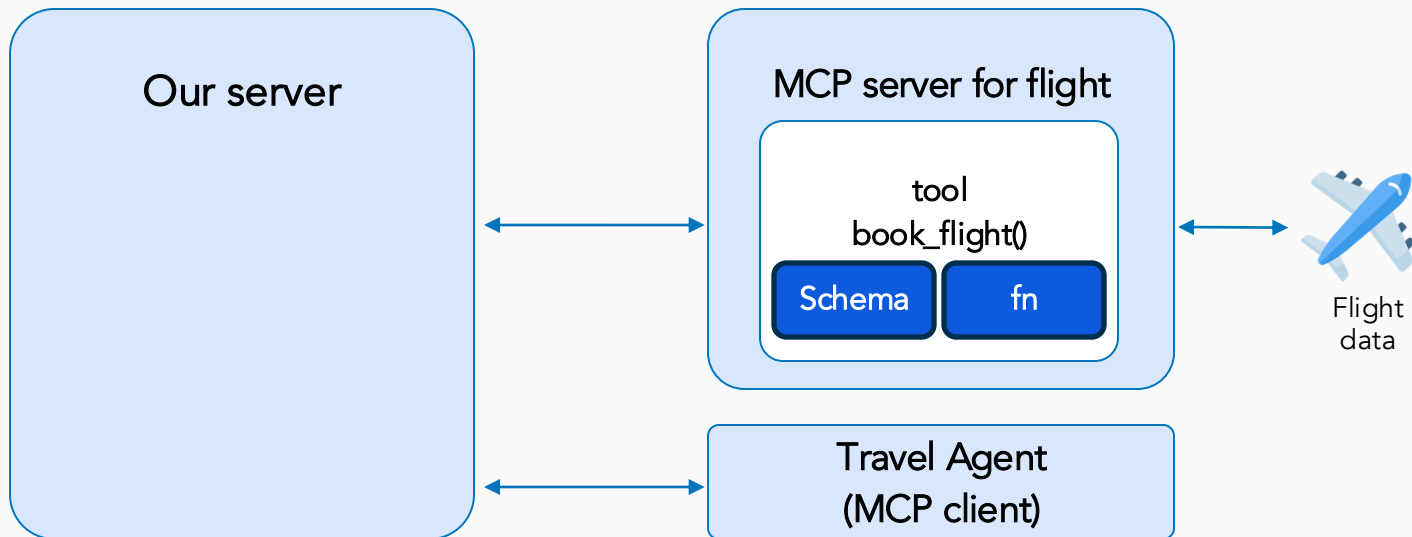 Our server
MCP server for flight
tool
book_flight()
Schema
fn
Flight
data
Travel Agent
(MCP client)